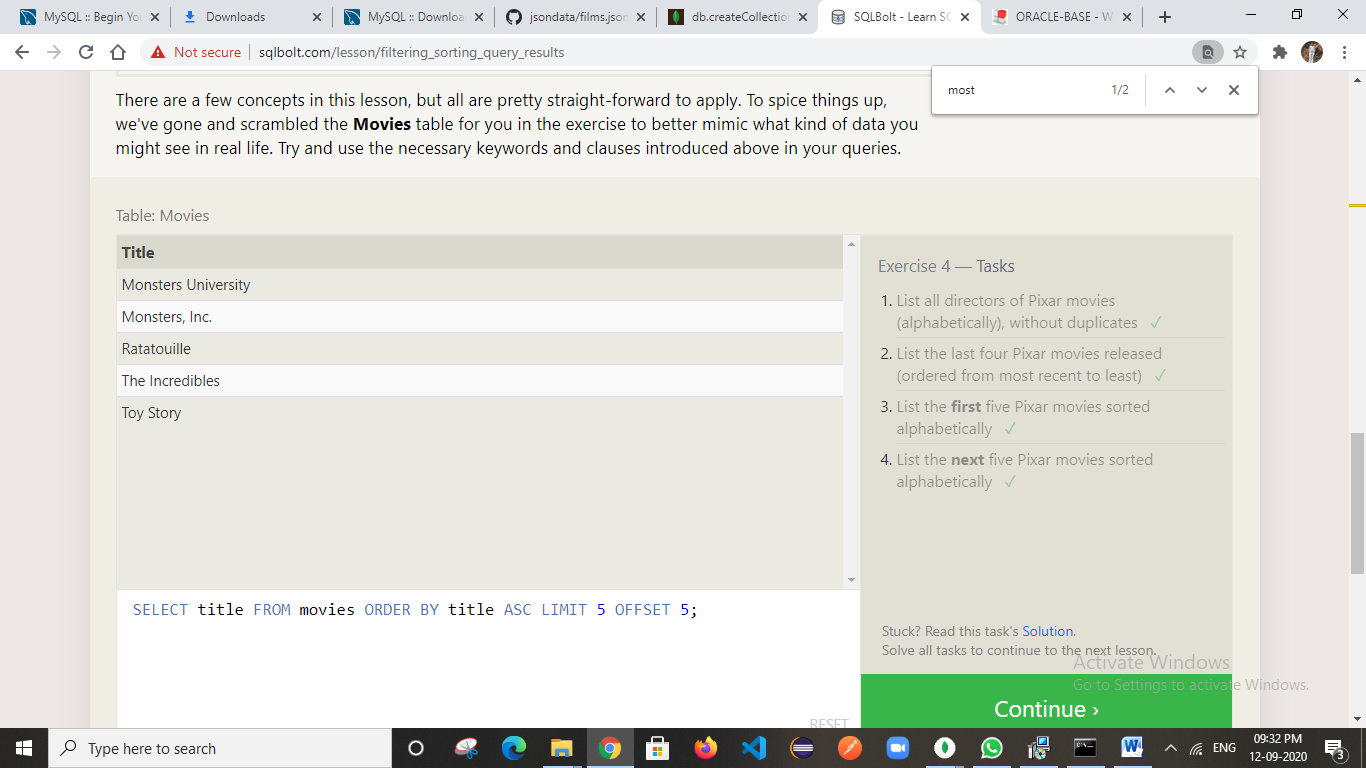 MySQL :: Begin Yo
Downloads
MySQL :: Downloa
jsondata/films.json
db.createCollectio
SQLBolt - Learn SQ
ORACLE-BASE - W
Not secure
sqlbolt.com/lesson/filtering_sorting_query_results
most
1/2
There are a few concepts in this lesson, but all are pretty straight-forward to apply. To spice things up,
we've gone and scrambled the Movies table for you in the exercise to better mimic what kind of data you
might see in real life. Try and use the necessary keywords and clauses introduced above in your queries.
Table: Movies
Title
Monsters University
Monsters, Inc.
Ratatouille
The Incredibles
Toy Story
SELECT title FROM movies ORDER BY title ASC LIMIT 5 OFFSET 5;
RESET
Exercise 4 — Tasks
1. List all directors of Pixar movies
(alphabetically), without duplicates ✓
2. List the last four Pixar movies released
(ordered from most recent to least) ✓
3. List the first five Pixar movies sorted
alphabetically ✓
4. List the next five Pixar movies sorted
alphabetically ✓
Stuck? Read this task's Solution.
Solve all tasks to continue to the next lesson.
Activate Windows
Go to Settings to activate Windows.
Continue ›
Type here to search
ENG
09:32 PM
12-09-2020
3